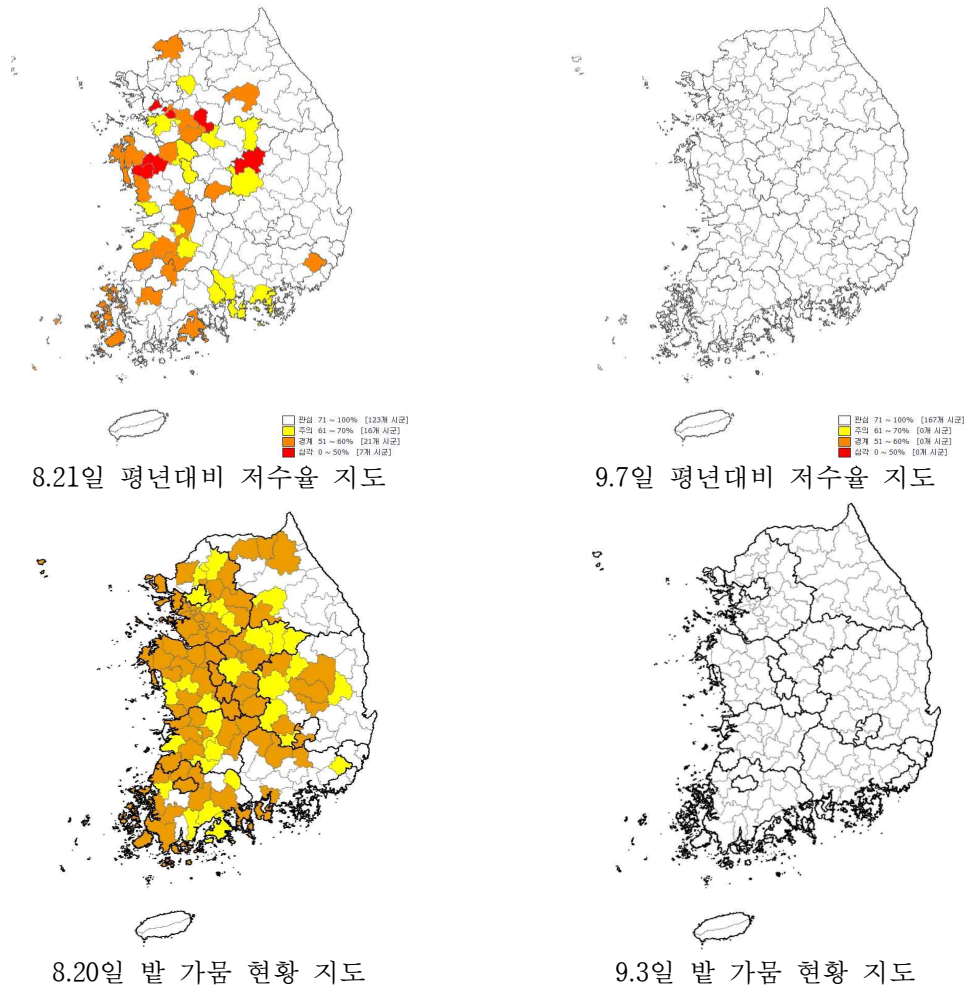 관심 71 ~ 100% [123개 시군]
주의 61 ~ 70% [16개 시군]
경계 51 ~ 60% [21개 시군]
심각 0 ~ 50% [7개 시군]
8.21일 평년대비 저수율 지도
관심 71 ~ 100% [167개 시군]
주의 61 ~ 70% [0개 시군]
경계 51 ~ 60% [0개 시군]
심각 0 ~ 50% [0개 시군]
9.7일 평년대비 저수율 지도
8.20일 밭 가뭄 현황 지도
9.3일 밭 가뭄 현황 지도